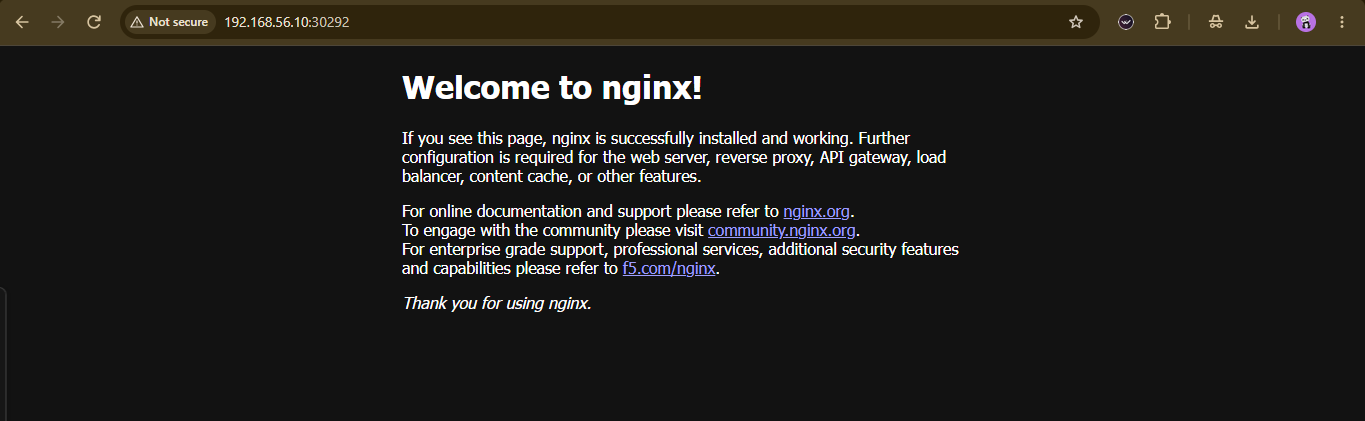 Not secure
192.168.56.10:30292
Welcome to nginx!
If you see this page, nginx is successfully installed and working. Further
configuration is required for the web server, reverse proxy, API gateway, load
balancer, content cache, or other features.
For online documentation and support please refer to nginx.org.
To engage with the community please visit community.nginx.org.
For enterprise grade support, professional services, additional security features
and capabilities please refer to f5.com/nginx.
Thank you for using nginx.